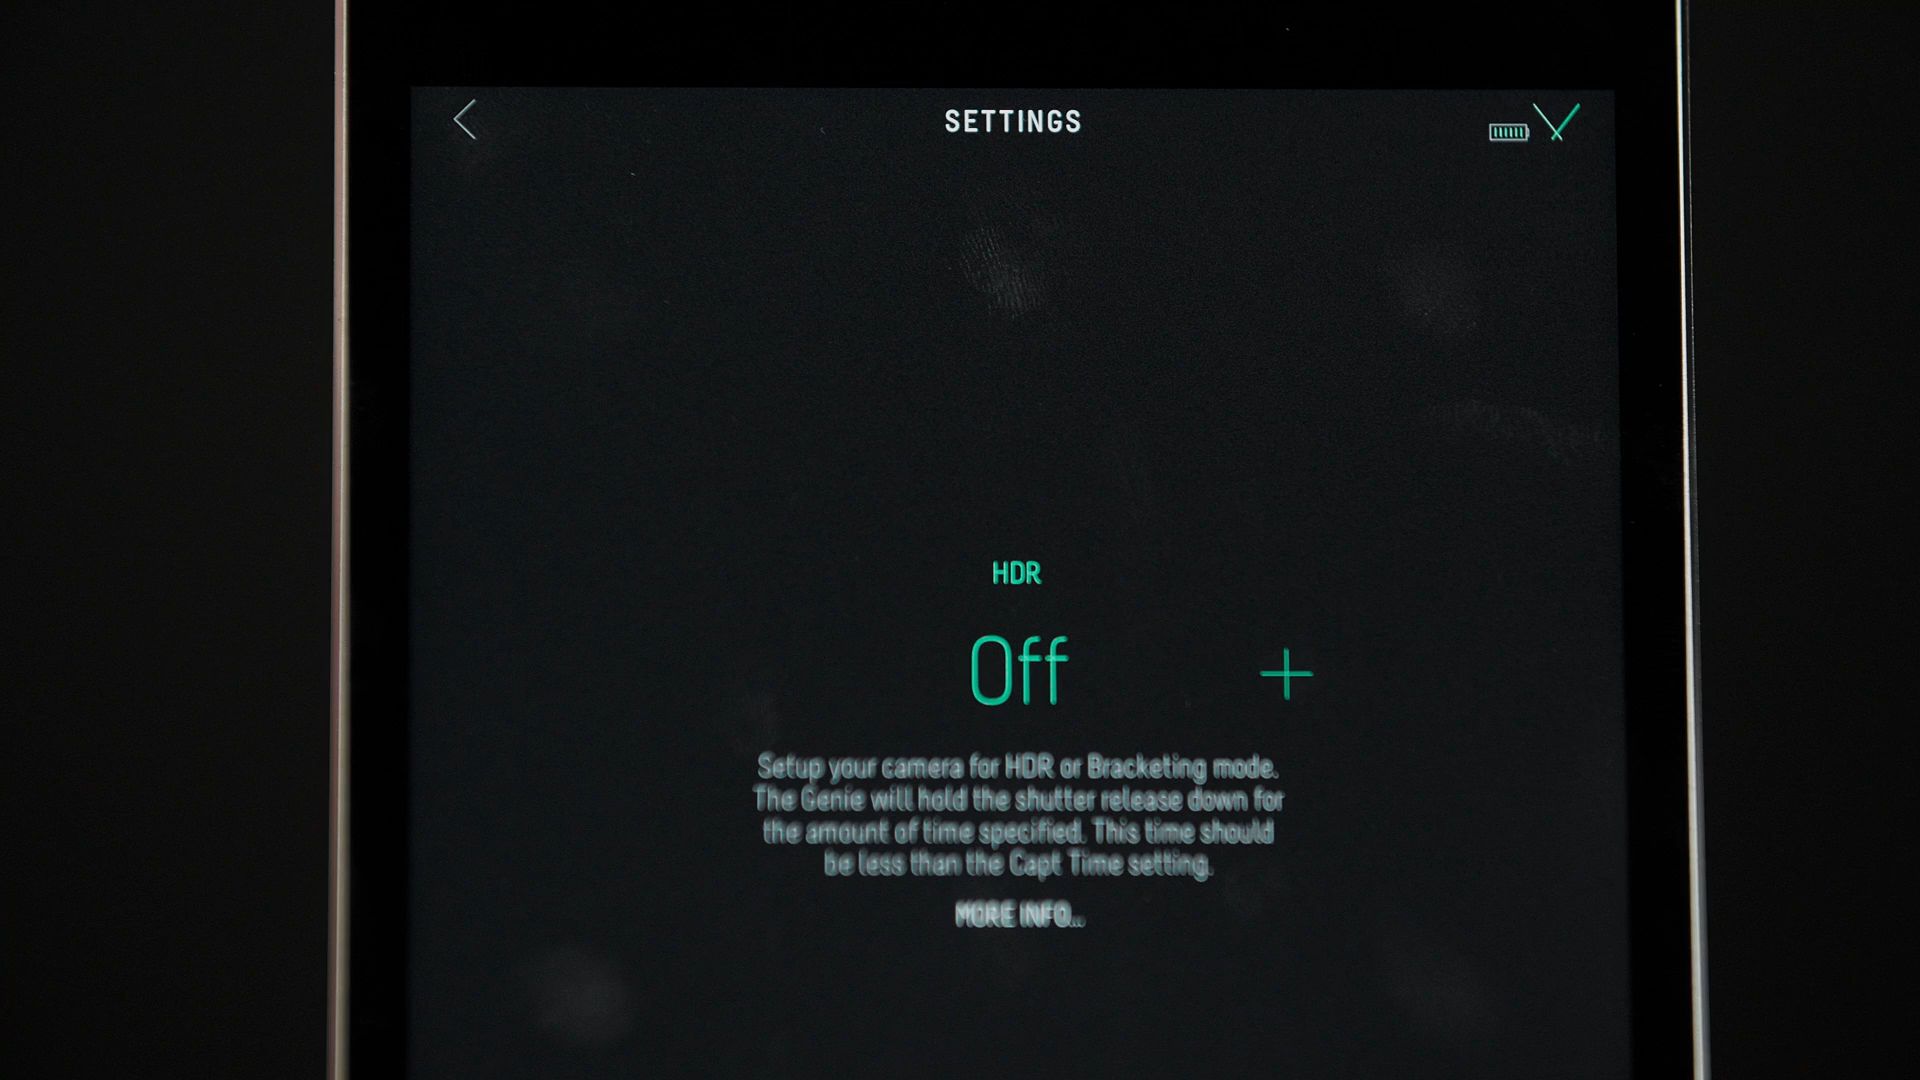 SETTINGS
HDR
Off
Setup your camera for HDR or Bracketing mode.
The Genie will hold the shutter release down for
the amount of time specified. This time should
be less than the Capt Time setting.
MORE INFO...